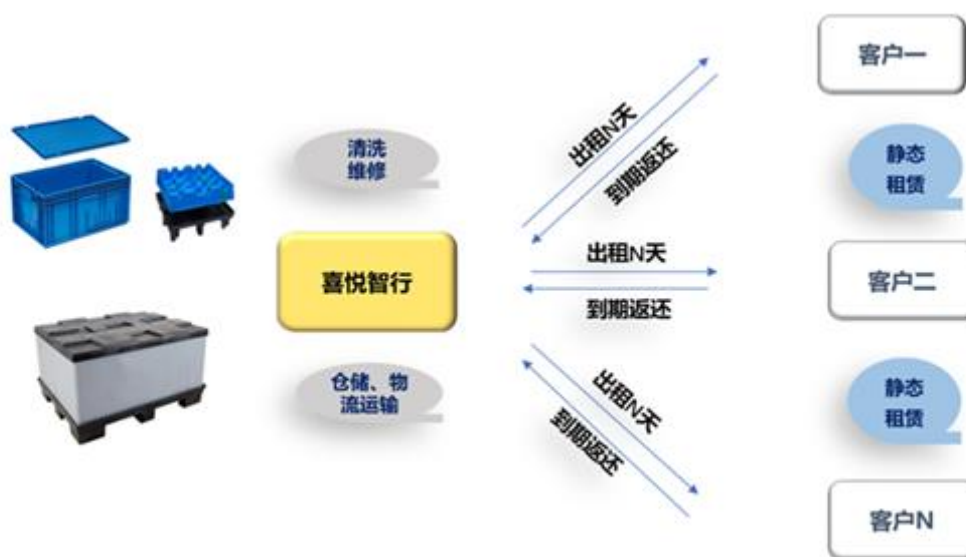 客户一
清洗
维修
出租N天
到期返还
静态
租赁
喜悦智行
出租N天
到期返还
客户二
仓储、物
流运输
出租N天
到期返还
静态
租赁
客户N